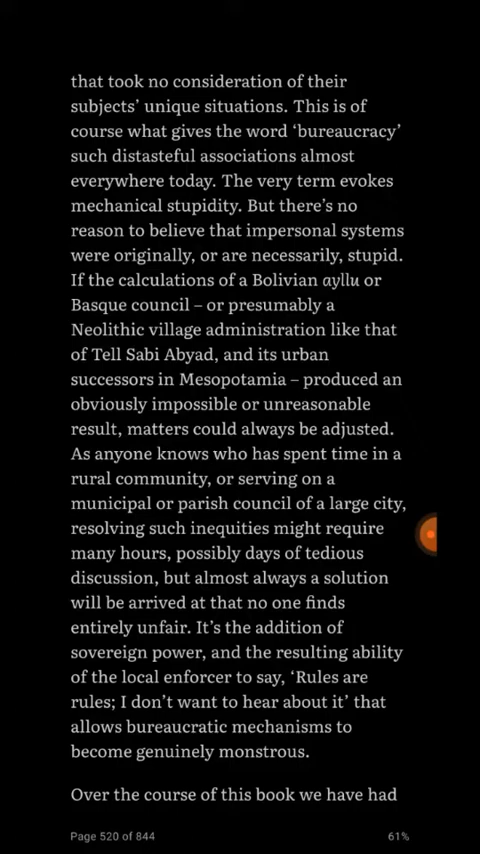 that took no consideration of their
subjects’ unique situations. This is of
course what gives the word ‘bureaucracy’
such distasteful associations almost
everywhere today. The very term evokes
mechanical stupidity. But there’s no
reason to believe that impersonal systems
were originally, or are necessarily, stupid.
If the calculations of a Bolivian ayllu or
Basque council – or presumably a
Neolithic village administration like that
of Tell Sabi Abyad, and its urban
successors in Mesopotamia – produced an
obviously impossible or unreasonable
result, matters could always be adjusted.
As anyone knows who has spent time in a
rural community, or serving on a
municipal or parish council of a large city,
resolving such inequities might require
many hours, possibly days of tedious
discussion, but almost always a solution
will be arrived at that no one finds
entirely unfair. It’s the addition of
sovereign power, and the resulting ability
of the local enforcer to say, ‘Rules are
rules; I don’t want to hear about it’ that
allows bureaucratic mechanisms to
become genuinely monstrous.
Over the course of this book we have had
Page 520 of 844 61%